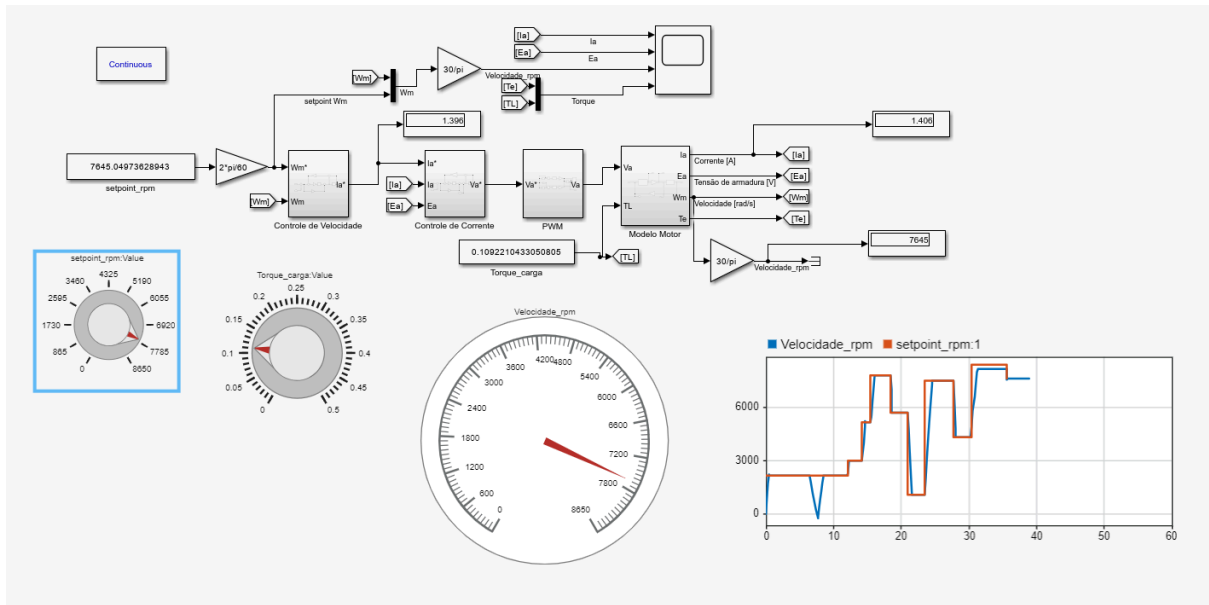 Continuous
[Ia]
Ia
[Ea]
Ea
[Wm]
30/pi
Velocidade_rpm
Wm
setpoint Wm
[Te]
[TL]
Torque
1.396
1.406
7645.04973628943
setpoint_rpm
2*pi/60
Wm*
Wm
Ia*
[Wm]
Controle de Velocidade
Ia*
Ia
Ea
Va*
[Ia]
[Ea]
Controle de Corrente
Va*
Va
PWM
Va
TL
Ia
Ea
Wm
Te
Modelo Motor
Corrente [A]
[Ia]
Tensão de armadura [V]
[Ea]
Velocidade [rad/s]
[Wm]
[Te]
0.1092210433050805
Torque_carga
[TL]
30/pi
Velocidade_rpm
7645
setpoint_rpm:Value
0
865
1730
2595
3460
4325
5190
6055
6920
7785
8650
Torque_carga:Value
0
0.05
0.1
0.15
0.2
0.25
0.3
0.35
0.4
0.45
0.5
Velocidade_rpm
0
600
1200
1800
2400
3000
3600
4200
4800
5400
6000
6600
7200
7800
8650
Velocidade_rpm
setpoint_rpm:1
6000
3000
0
0 10 20 30 40 50 60